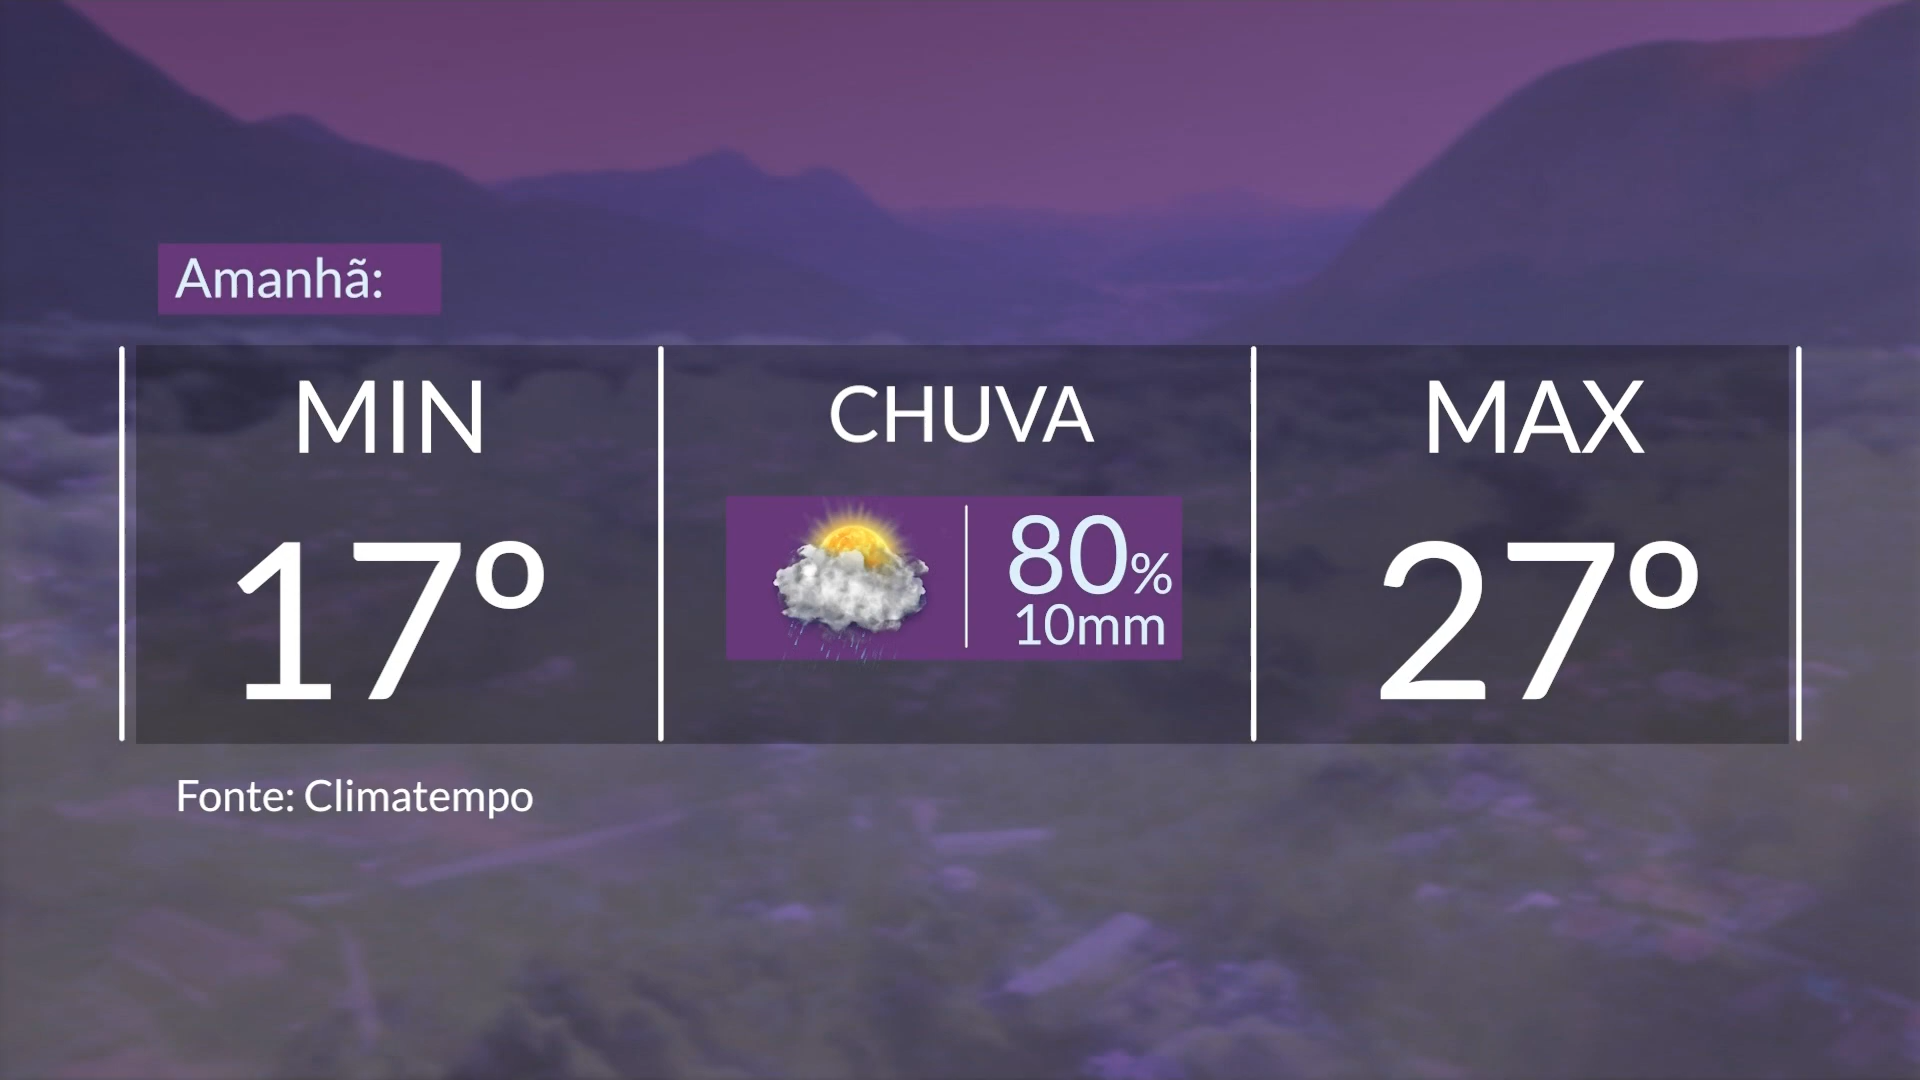 Amanhã:
MIN
17º
CHUVA
80%
10mm
MAX
27º
Fonte: Climatempo